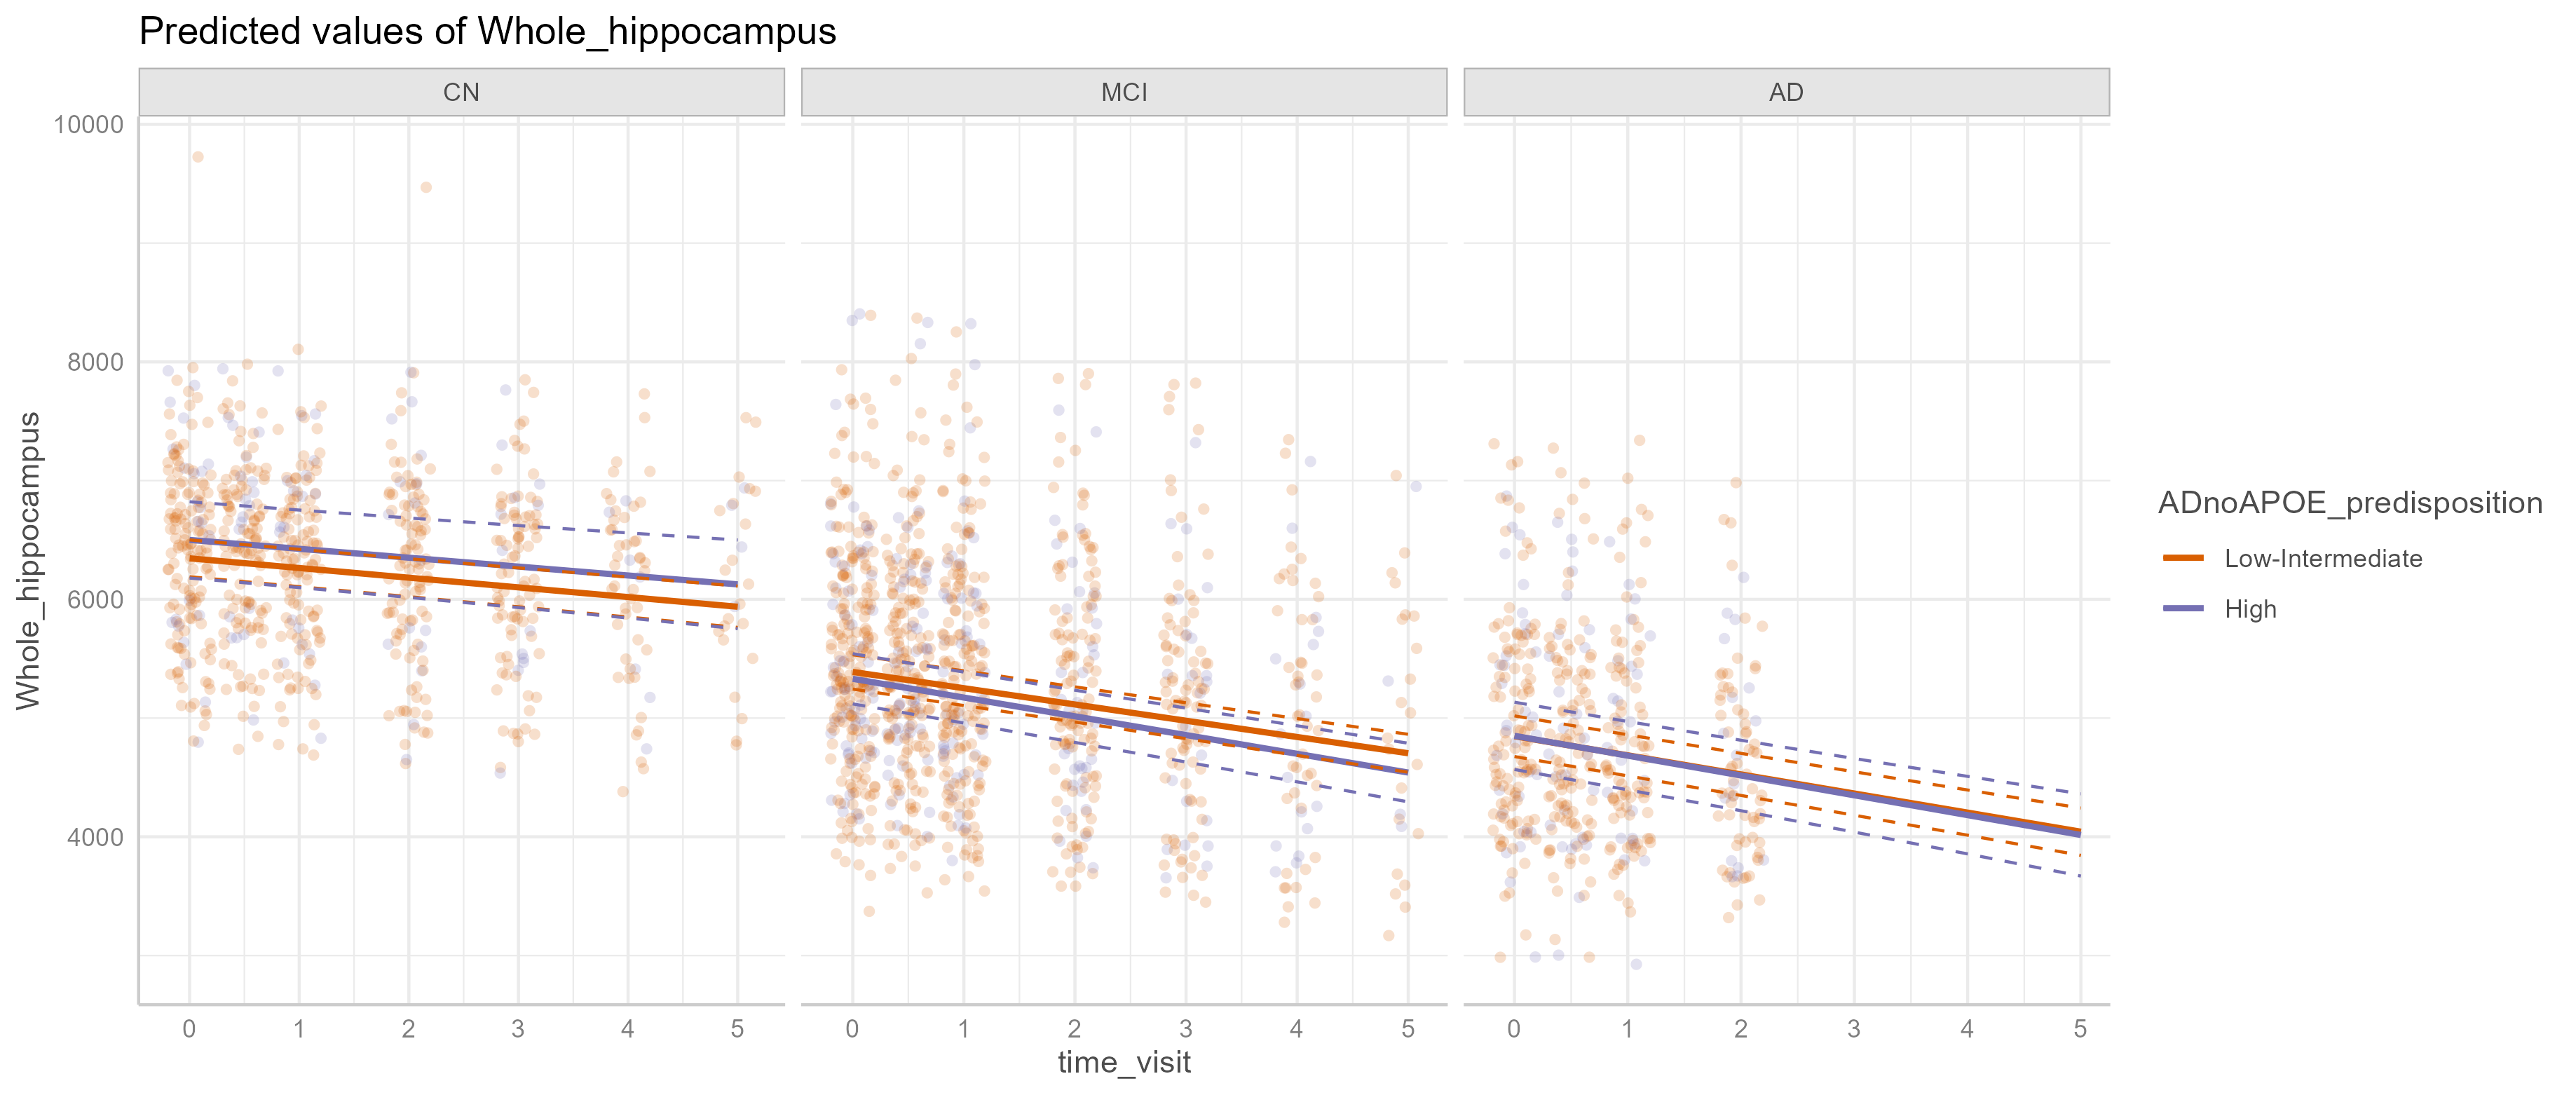 Predicted values of Whole_hippocampus
CN
MCI
AD
10000
8000
6000
4000
Whole_hippocampus
0 1 2 3 4 5
0 1 2 3 4 5
0 1 2 3 4 5
time_visit
ADnoAPOE_predisposition
Low-Intermediate
High